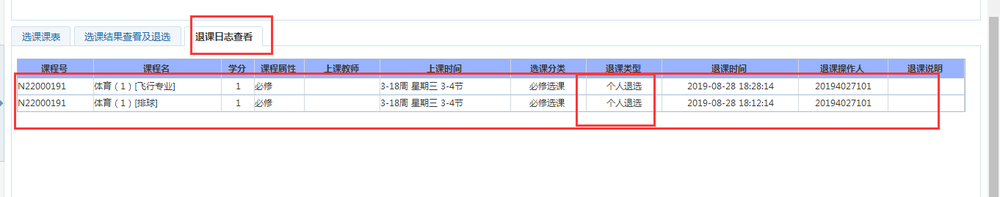 选课课表 选课结果查看及退选 退课日志查看
课程号 课程名 学分 课程属性 上课教师 上课时间 选课分类 退课类型 退课时间 退课操作人 退课说明
N22000191 体育（1）[飞行专业] 1 必修 3-18周 星期三 3-4节 必修选课 个人退选 2019-08-28 18:28:14 20194027101
N22000191 体育（1）[排球] 1 必修 3-18周 星期三 3-4节 必修选课 个人退选 2019-08-28 18:12:14 20194027101